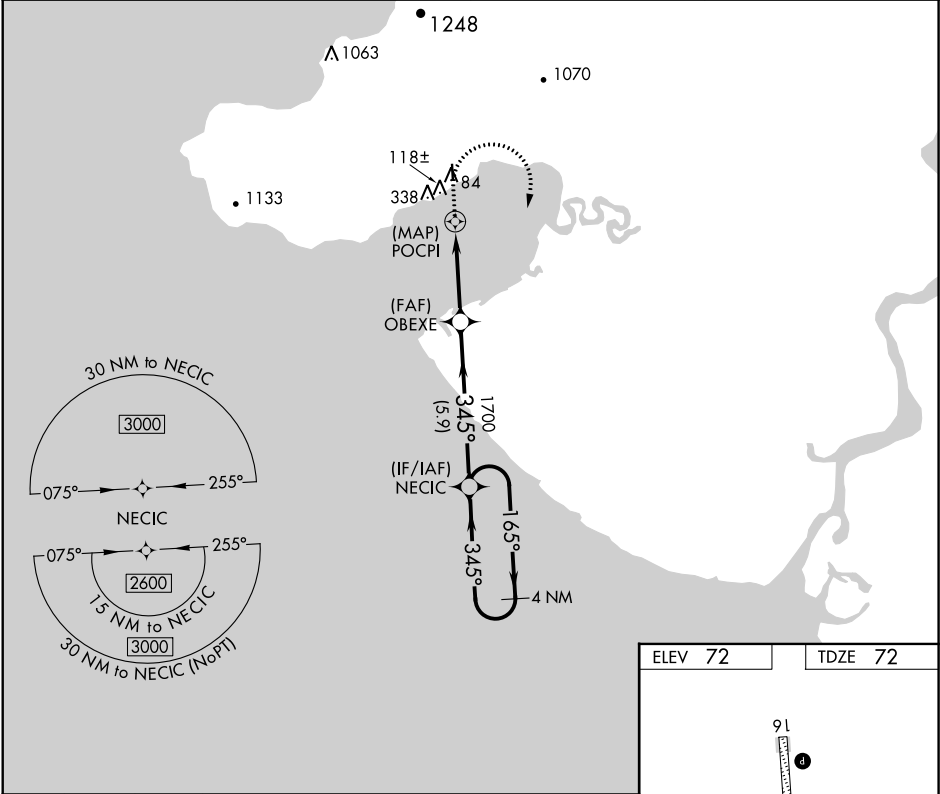 1248
1063
1070
118±
84
338
1133
(MAP)
POCPI
(FAF)
OBEXE
30 NM to NECIC
3000
345°
1700
(5.9)
(IF/IAF)
NECIC
075°
255°
NECIC
165°
345°
4 NM
075°
255°
2600
15 NM to NECIC
3000
30 NM to NECIC (NoPT)
ELEV 72
TDZE 72
16
P